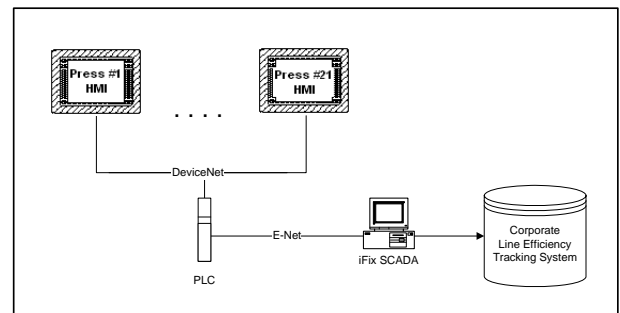 Press #1
HMI
. . . .
Press #21
HMI
DeviceNet
E-Net
PLC
iFix SCADA
Corporate
Line Efficiency
Tracking System